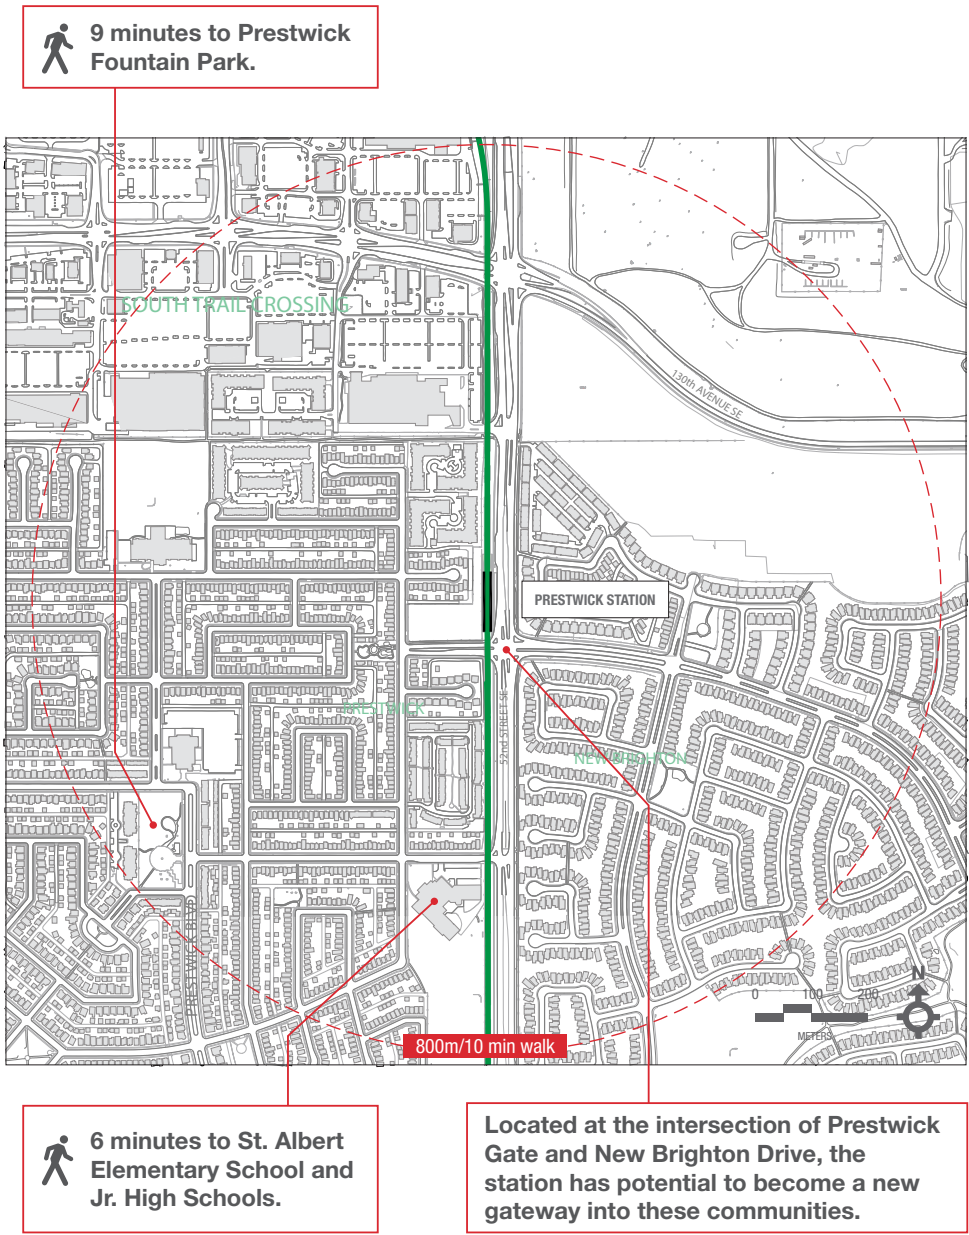 9 minutes to Prestwick
Fountain Park.
SOUTH TRAIL CROSSING
130th AVENUE SE
PRESTWICK STATION
PRESTWICK
52ND STREET SE
NEW BRIGHTON
N
0 100 200
METERS
800m/10 min walk
6 minutes to St. Albert
Elementary School and
Jr. High Schools.
Located at the intersection of Prestwick
Gate and New Brighton Drive, the
station has potential to become a new
gateway into these communities.